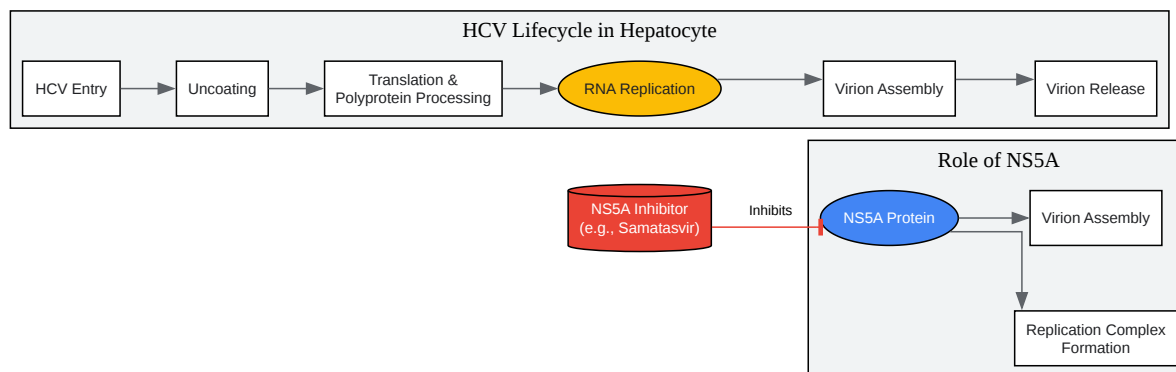 HCV Lifecycle in Hepatocyte
HCV Entry
Uncoating
Translation &
Polyprotein Processing
RNA Replication
Virion Assembly
Virion Release
Role of NS5A
NS5A Inhibitor
(e.g., Samatasvir)
Inhibits
NS5A Protein
Virion Assembly
Replication Complex
Formation